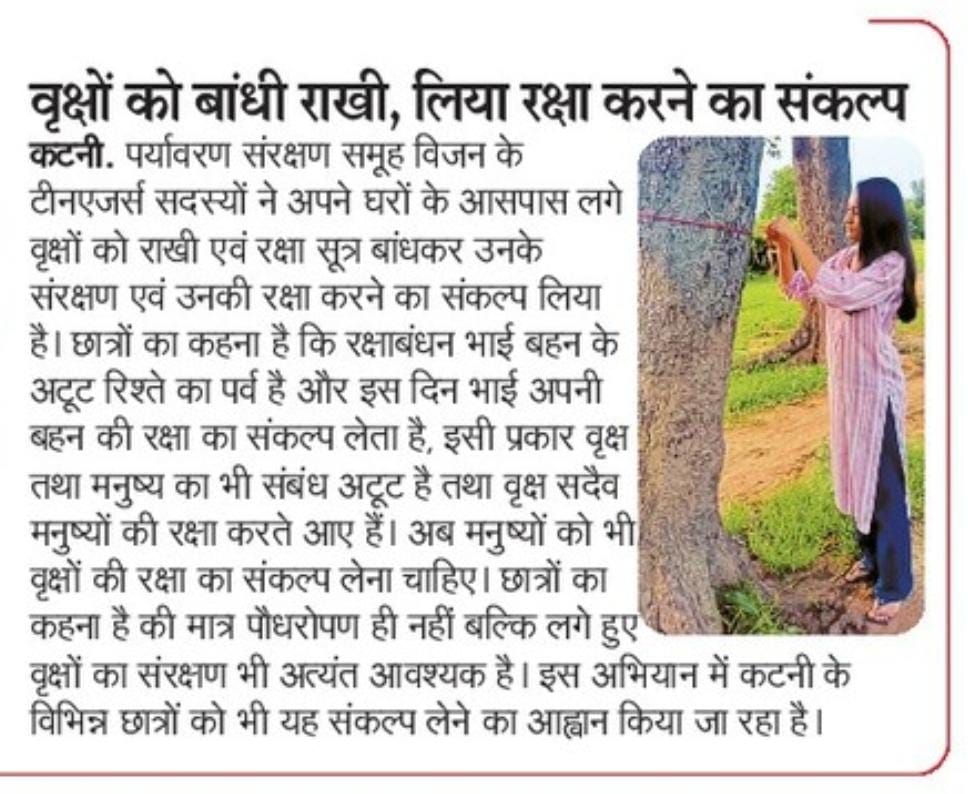 वृक्षों को बांधी राखी, लिया रक्षा करने का संकल्प
कटनी. पर्यावरण संरक्षण समूह विजन के
टीनएजर्स सदस्यों ने अपने घरों के आसपास लगे
वृक्षों को राखी एवं रक्षा सूत्र बांधकर उनके
संरक्षण एवं उनकी रक्षा करने का संकल्प लिया
है। छात्रों का कहना है कि रक्षाबंधन भाई बहन के
अटूट रिश्ते का पर्व है और इस दिन भाई अपनी
बहन की रक्षा का संकल्प लेता है, इसी प्रकार वृक्ष
तथा मनुष्य का भी संबंध अटूट है तथा वृक्ष सदैव
मनुष्यों की रक्षा करते आए हैं। अब मनुष्यों को भी
वृक्षों की रक्षा का संकल्प लेना चाहिए। छात्रों का
कहना है की मात्र पौधरोपण ही नहीं बल्कि लगे हुए
वृक्षों का संरक्षण भी अत्यंत आवश्यक है। इस अभियान में कटनी के
विभिन्न छात्रों को भी यह संकल्प लेने का आह्वान किया जा रहा है।